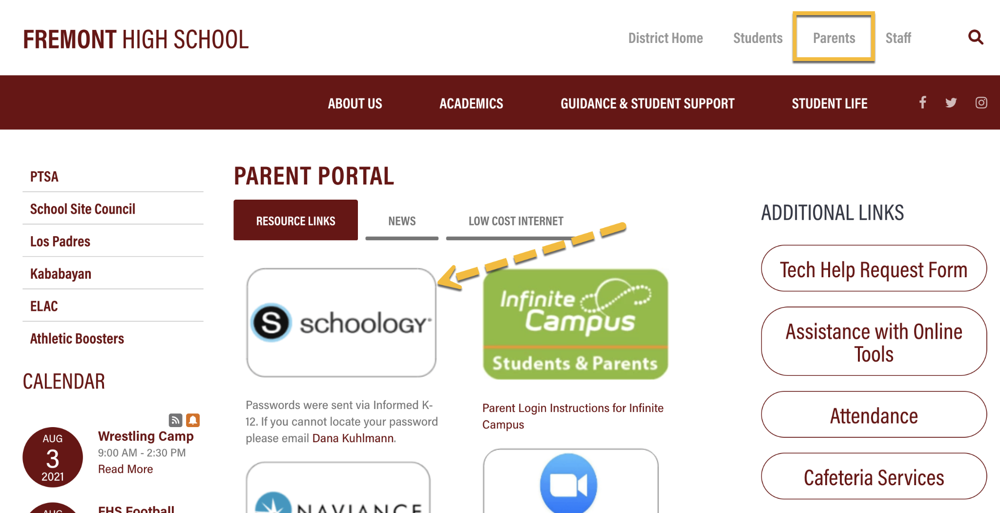 FREMONT HIGH SCHOOL
District Home
Students
Parents
Staff
ABOUT US
ACADEMICS
GUIDANCE & STUDENT SUPPORT
STUDENT LIFE
PTSA
School Site Council
Los Padres
Kababayan
ELAC
Athletic Boosters
CALENDAR
AUG
3
2021
Wrestling Camp
9:00 AM - 2:30 PM
Read More
AUG
FHS Football
PARENT PORTAL
RESOURCE LINKS
NEWS
LOW COST INTERNET
S schoology®
Passwords were sent via Informed K-
12. If you cannot locate your password
please email Dana Kuhlmann.
NAVIANCE
Infinite
Campus
Students & Parents
Parent Login Instructions for Infinite
Campus
ADDITIONAL LINKS
Tech Help Request Form
Assistance with Online
Tools
Attendance
Cafeteria Services